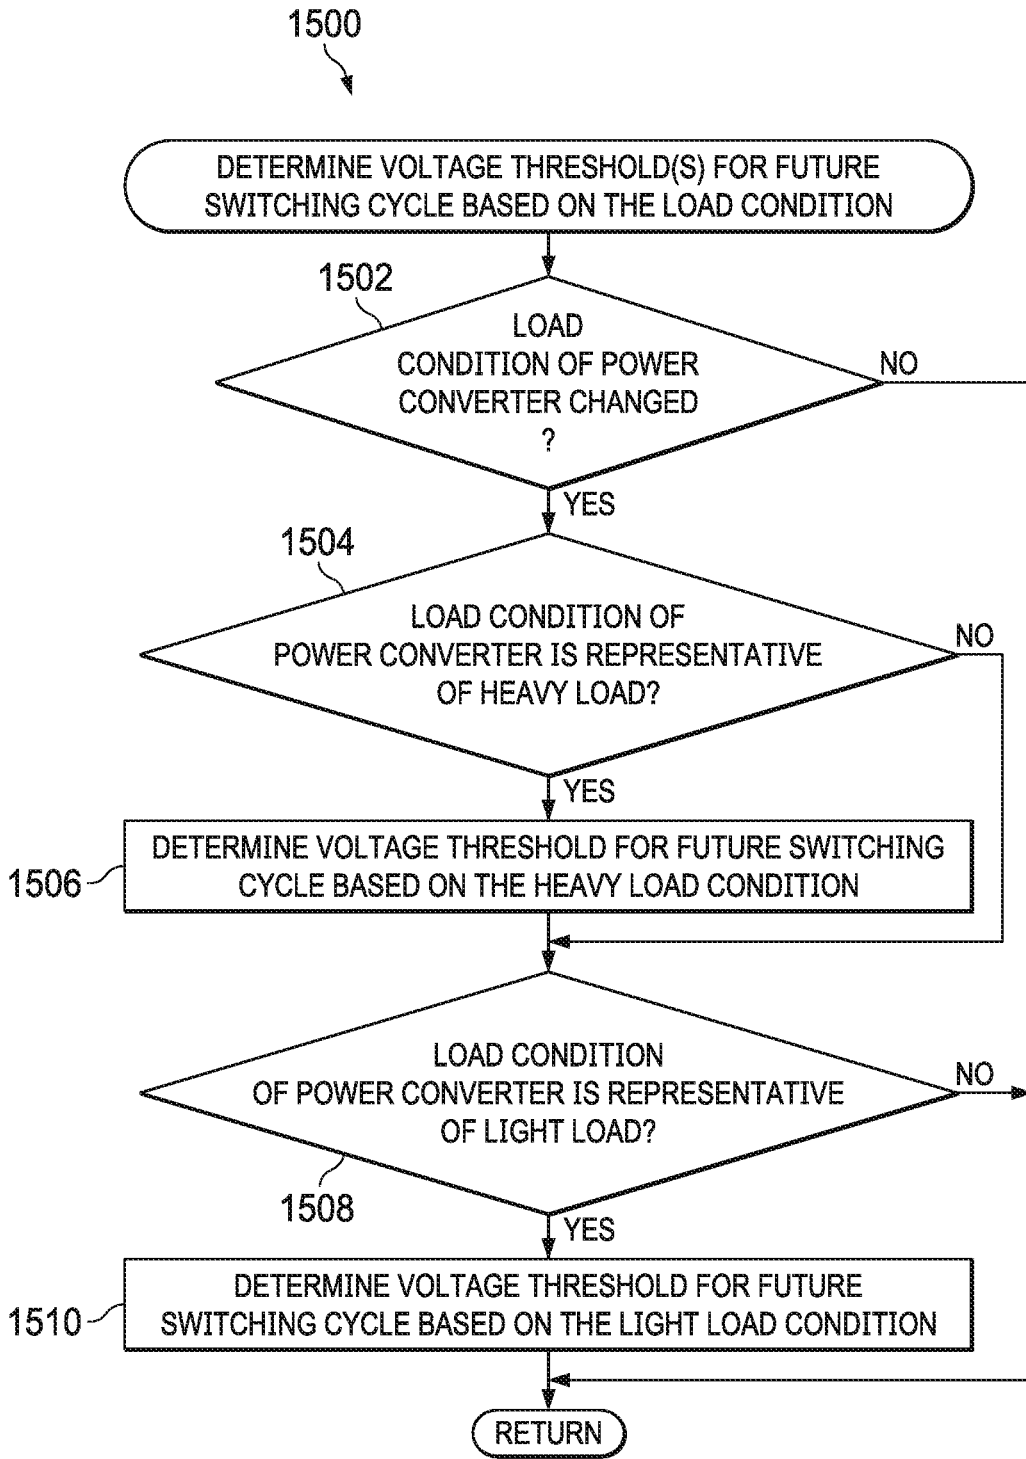 1500
DETERMINE VOLTAGE THRESHOLD(S) FOR FUTURE
SWITCHING CYCLE BASED ON THE LOAD CONDITION
1502
LOAD
CONDITION OF POWER
CONVERTER CHANGED
?
NO
YES
1504
LOAD CONDITION OF
POWER CONVERTER IS REPRESENTATIVE
OF HEAVY LOAD?
NO
YES
1506
DETERMINE VOLTAGE THRESHOLD FOR FUTURE SWITCHING
CYCLE BASED ON THE HEAVY LOAD CONDITION
LOAD CONDITION
OF POWER CONVERTER IS REPRESENTATIVE
OF LIGHT LOAD?
NO
1508
YES
1510
DETERMINE VOLTAGE THRESHOLD FOR FUTURE
SWITCHING CYCLE BASED ON THE LIGHT LOAD CONDITION
RETURN